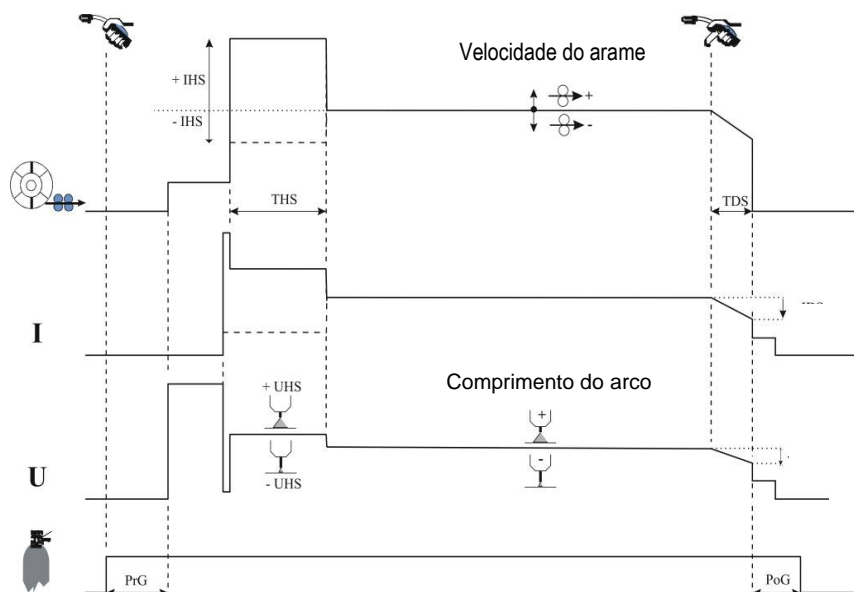 Velocidade do arame
+ IHS
- IHS
+
-
THS
TDS
I
Comprimento do arco
+ UHS
+
-
- UHS
U
PrG
PoG